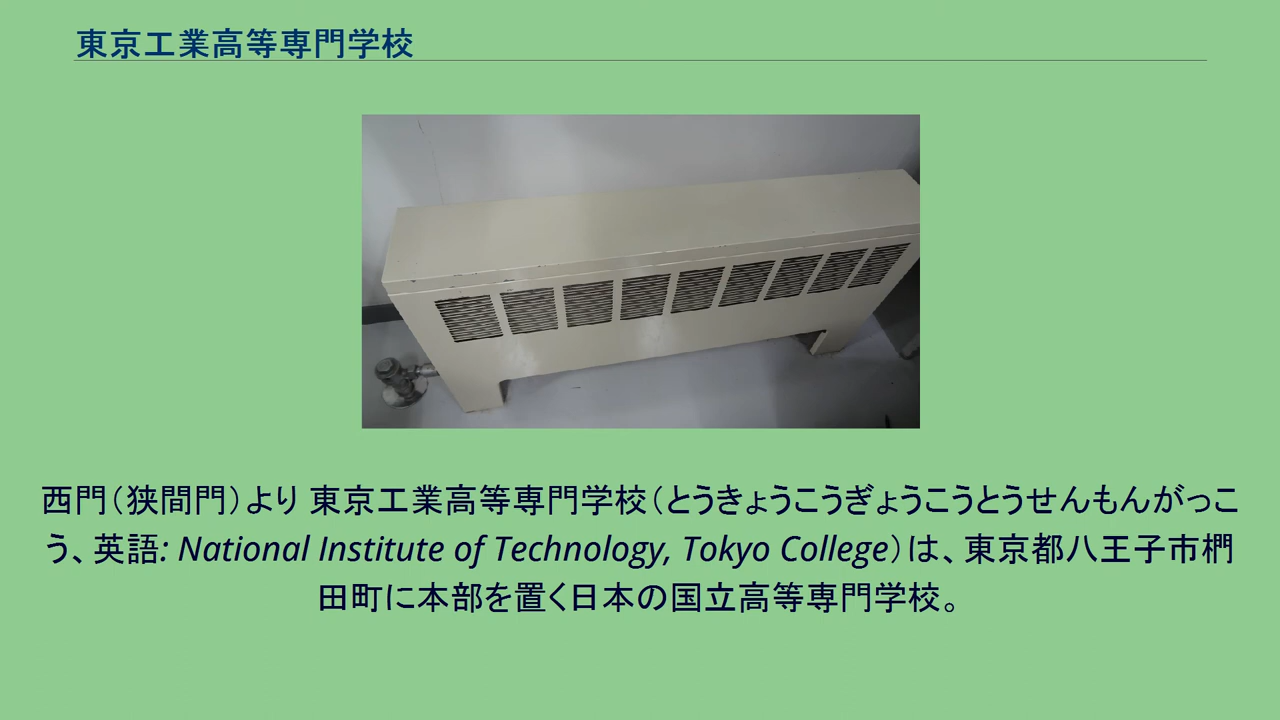 東京工業高等専門学校
西門（狭間門）より 東京工業高等専門学校（とうきょうこうぎょうこうとうせんもんがっこ
う、英語: National Institute of Technology, Tokyo College）は、東京都八王子市椚
田町に本部を置く日本の国立高等専門学校。